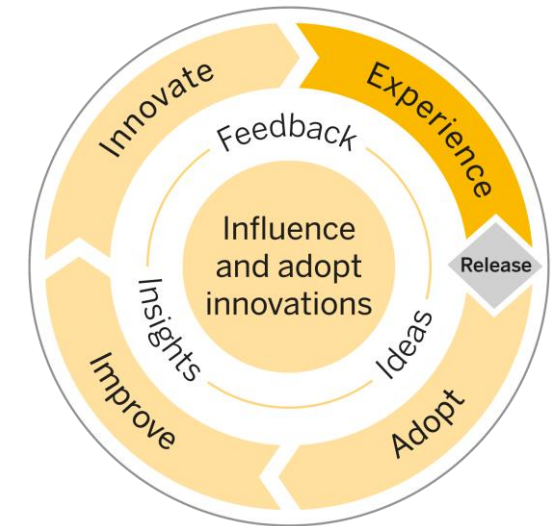 Innovate
Experience
Feedback
Influence
and adopt
innovations
Release
Insights
Ideas
Improve
Adopt